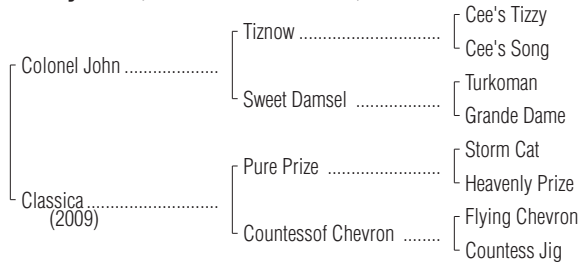 Cee's Tizzy
Tiznow
Cee's Song
Colonel John
Turkoman
Sweet Damsel
Grande Dame
Storm Cat
Pure Prize
Heavenly Prize
Classica
(2009)
Flying Chevron
Countessof Chevron
Countess Jig